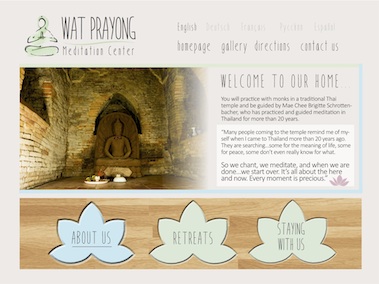 WAT PRAYONG
Meditation Center
English Deutsch Français Русский Español
homepage gallery directions contact us
WELCOME TO OUR HOME...
You will practice with monks in a traditional Thai
temple and be guided by Mae Chee Brigitte Schrotten-
bacher, who has practiced and guided meditation in
Thailand for more than 20 years.
“Many people coming to the temple remind me of my-
self when I came to Thailand more than 20 years ago.
They are searching...some for the meaning of life, some
for peace, some don’t even really know for what.
So we chant, we meditate, and when we are
done...we start over. It’s all about the here
and now. Every moment is precious.”
ABOUT US
RETREATS
STAYING
WITH US